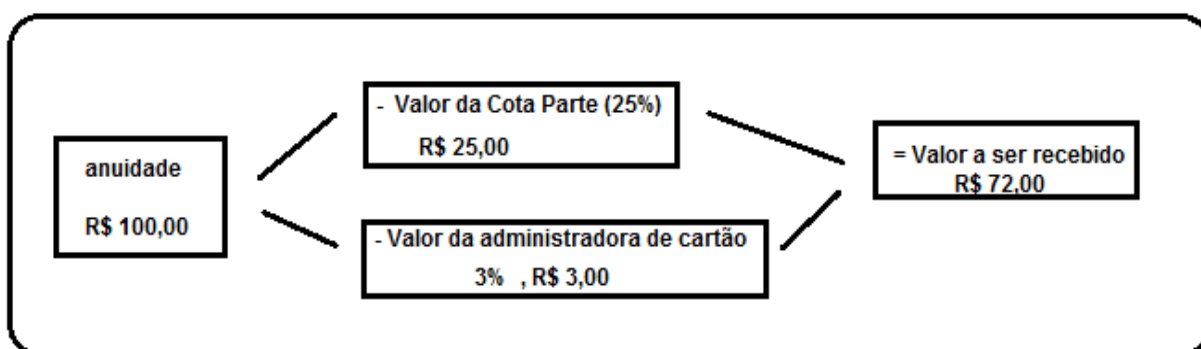 anuidade
R$ 100,00
- Valor da Cota Parte (25%)
R$ 25,00
- Valor da administradora de cartão
3% , R$ 3,00
= Valor a ser recebido
R$ 72,00